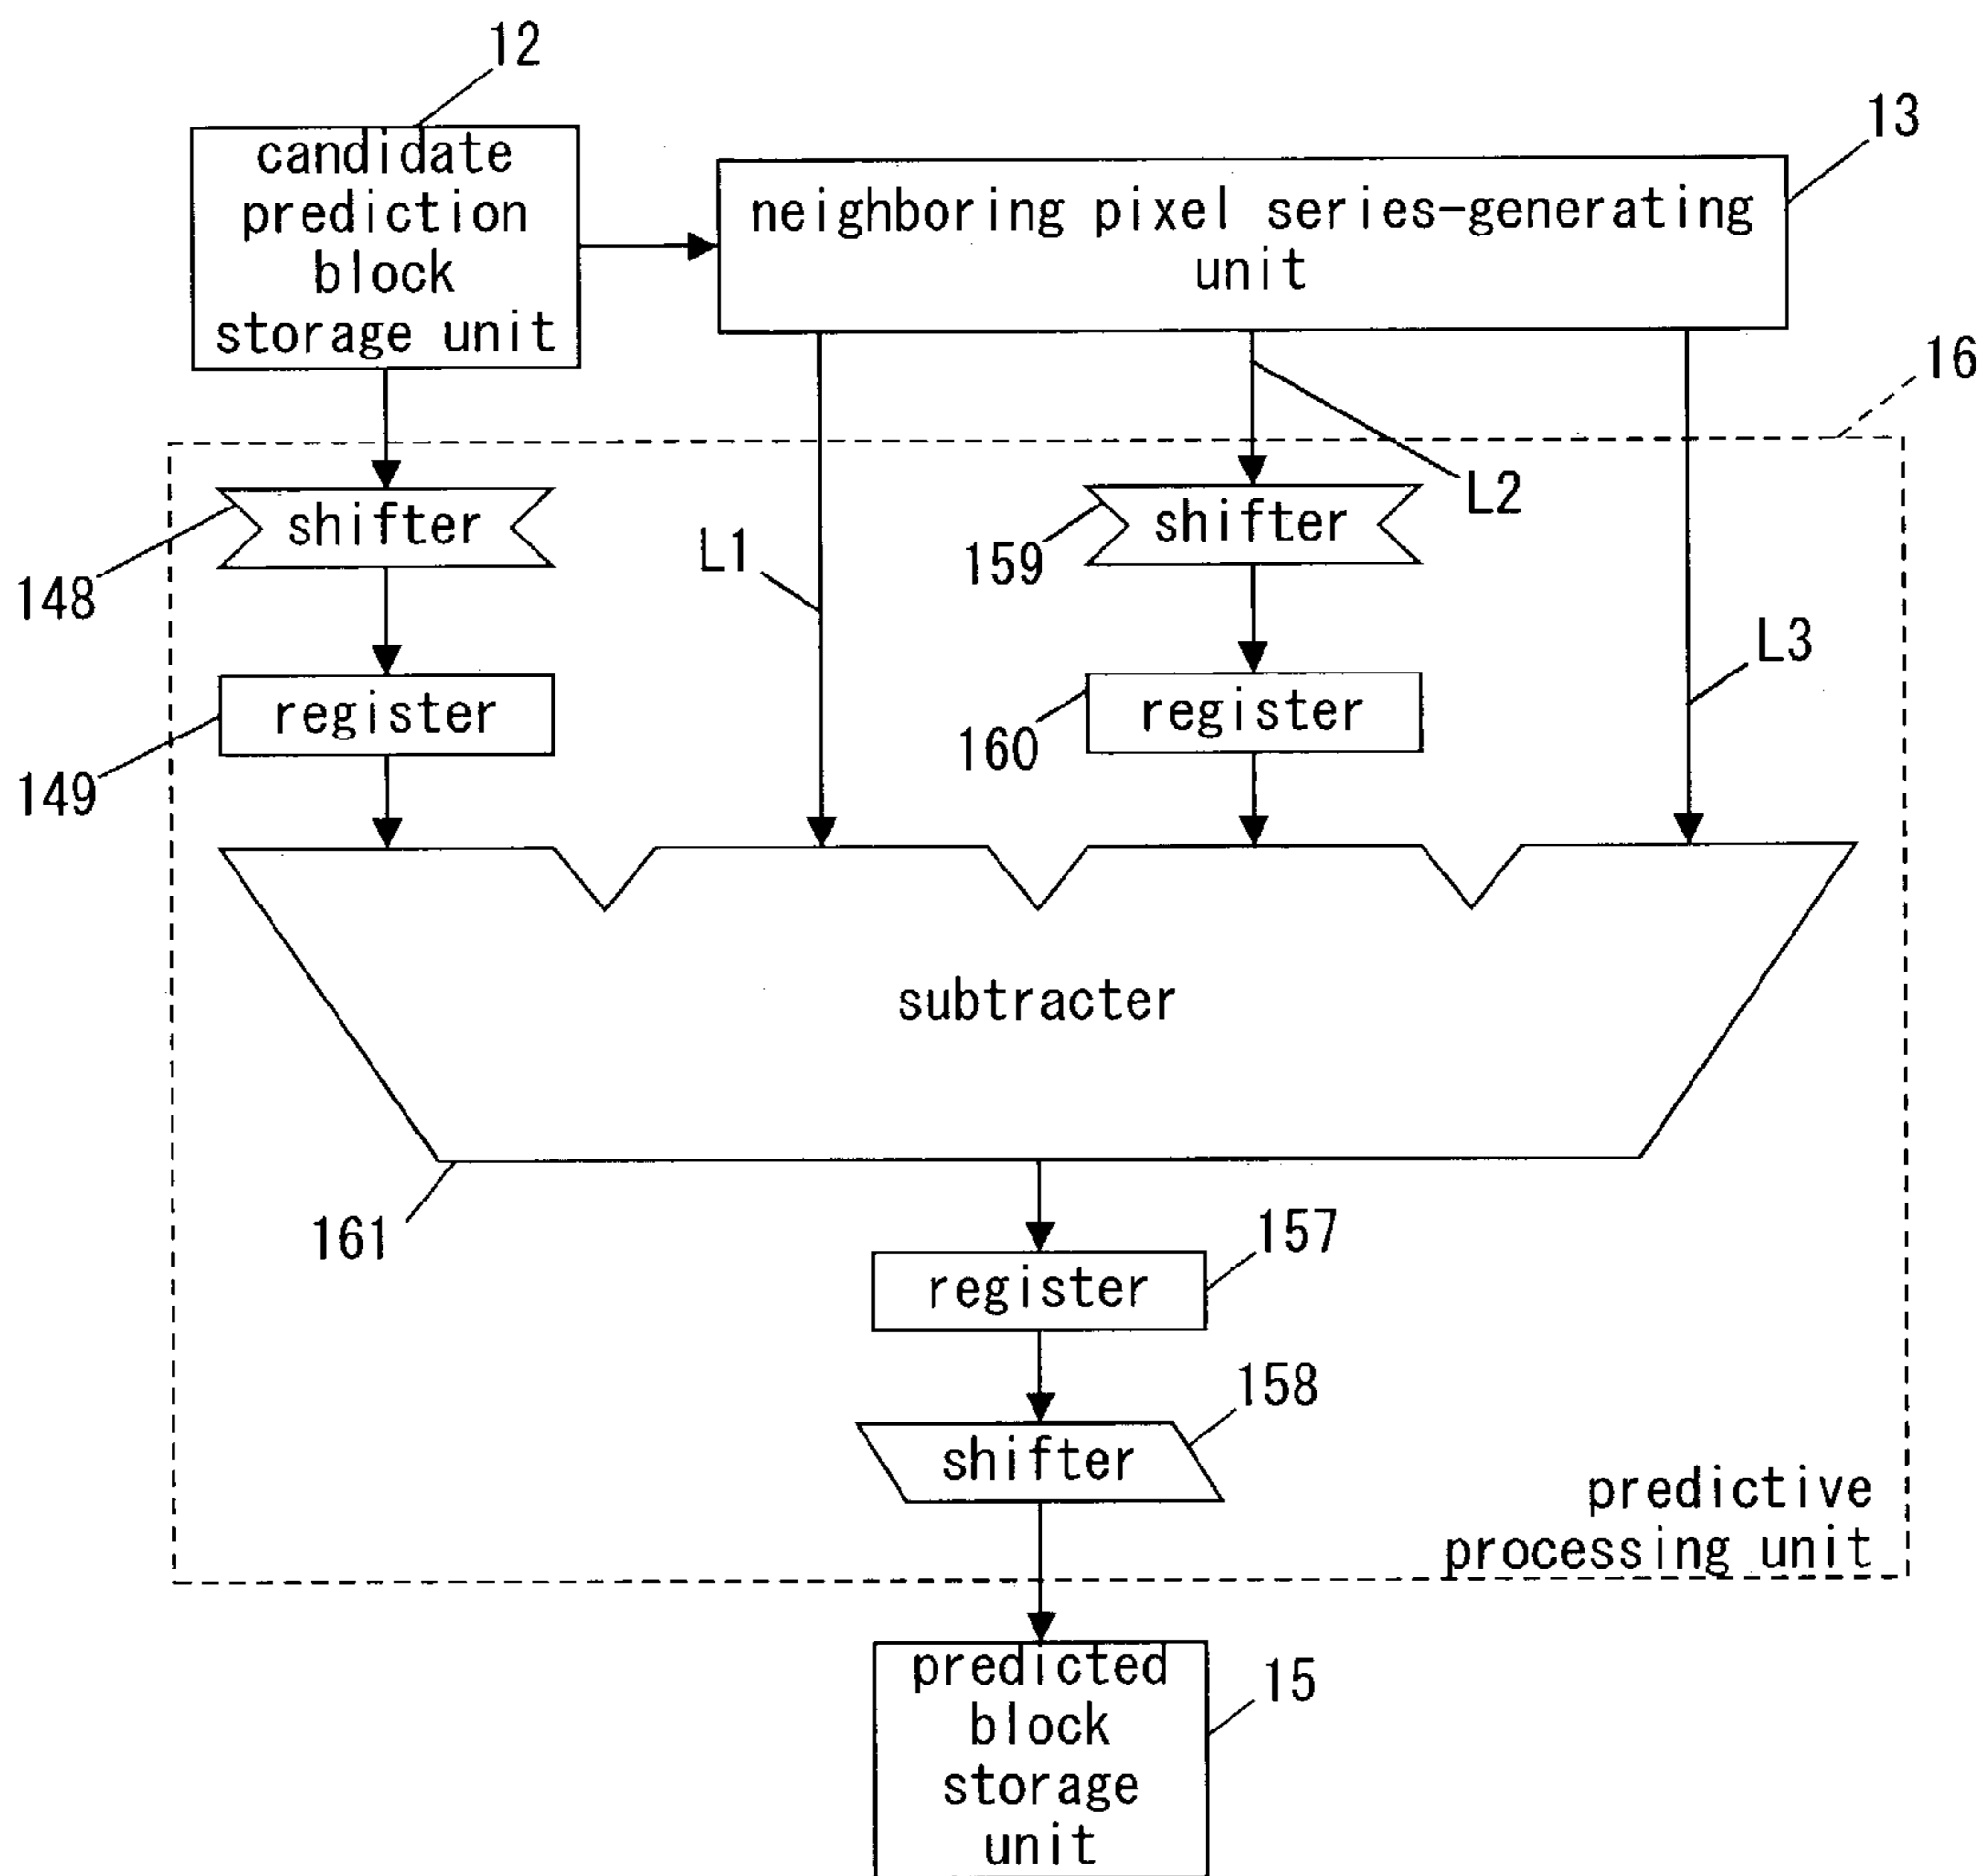 12
candidate
prediction
block
storage unit
13
neighboring pixel series-generating
unit
16
shifter
148
L1
shifter
159
L2
register
149
register
160
L3
subtracter
161
register
157
shifter
158
predictive
processing unit
predicted
block
storage
unit
15